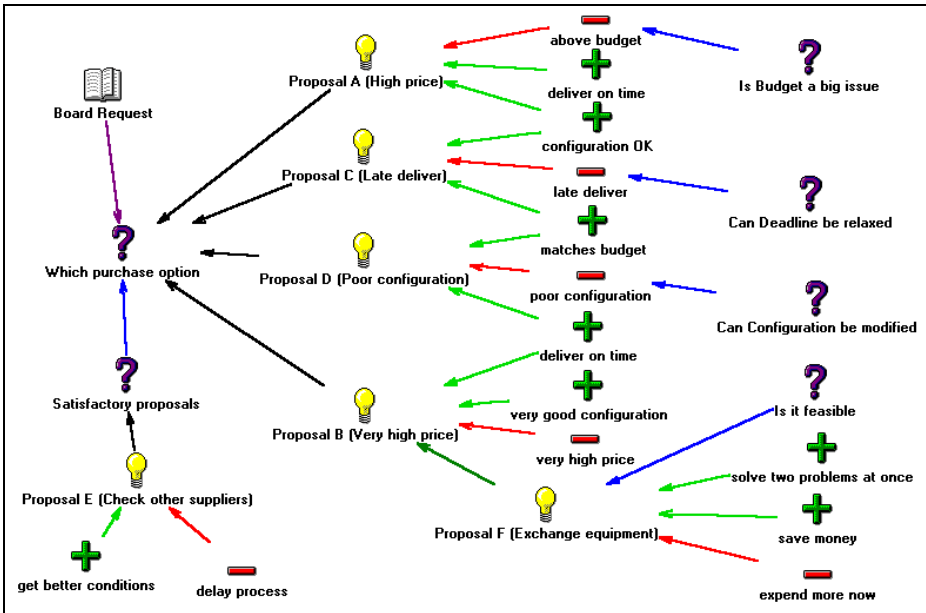 above budget
Proposal A (High price)
Is Budget a big issue
deliver on time
Board Request
configuration OK
Proposal C (Late deliver)
late deliver
Can Deadline be relaxed
matches budget
Which purchase option
Proposal D (Poor configuration)
poor configuration
Can Configuration be modified
deliver on time
Satisfactory proposals
very good configuration
Is it feasible
Proposal B (Very high price)
very high price
solve two problems at once
Proposal E (Check other suppliers)
Proposal F (Exchange equipment)
save money
get better conditions
delay process
expend more now